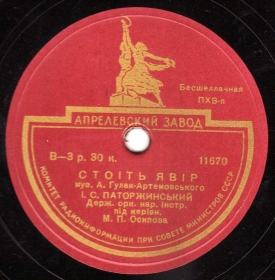 Бесшеллачная
ПХВ-п
АПРЕЛЕВСКИЙ ЗАВОД
В—3 р. 30 к. 11670
СТОІТЬ ЯВІР
муз. А. Гулак-Артемовського
І. С. ПАТОРЖИНСЬКИЙ
Держ. орк. нар. інстр.
під керівн.
М. П. Осипова
КОМИТЕТ РАДИОИНФОРМАЦИИ ПРИ СОВЕТЕ МИНИСТРОВ СССР